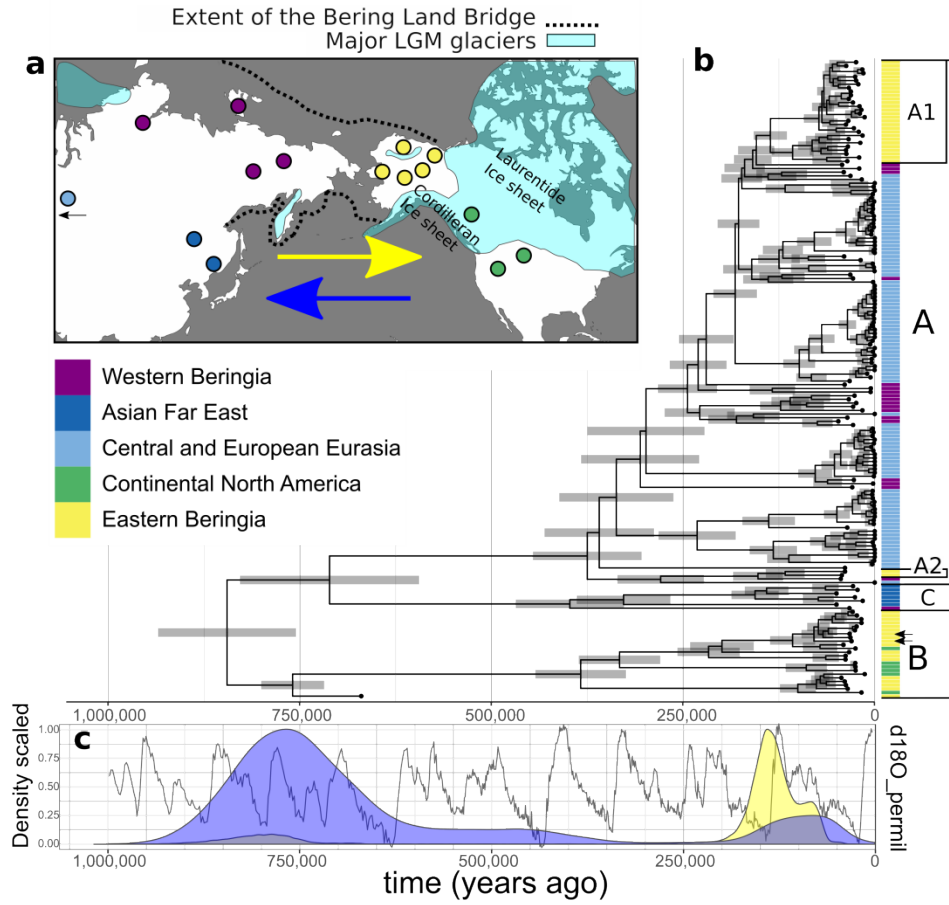 Extent of the Bering Land Bridge
Major LGM glaciers
a
b
Laurentide
Ice sheet
Cordilleran
Ice sheet
Western Beringia
Asian Far East
Central and European Eurasia
Continental North America
Eastern Beringia
A1
A
A2
C
B
1,000,000 750,000 500,000 250,000 0
c
Density scaled
1.00
0.75
0.50
0.25
0.00
d18O_permil
1,000,000 750,000 500,000 250,000 0
time (years ago)